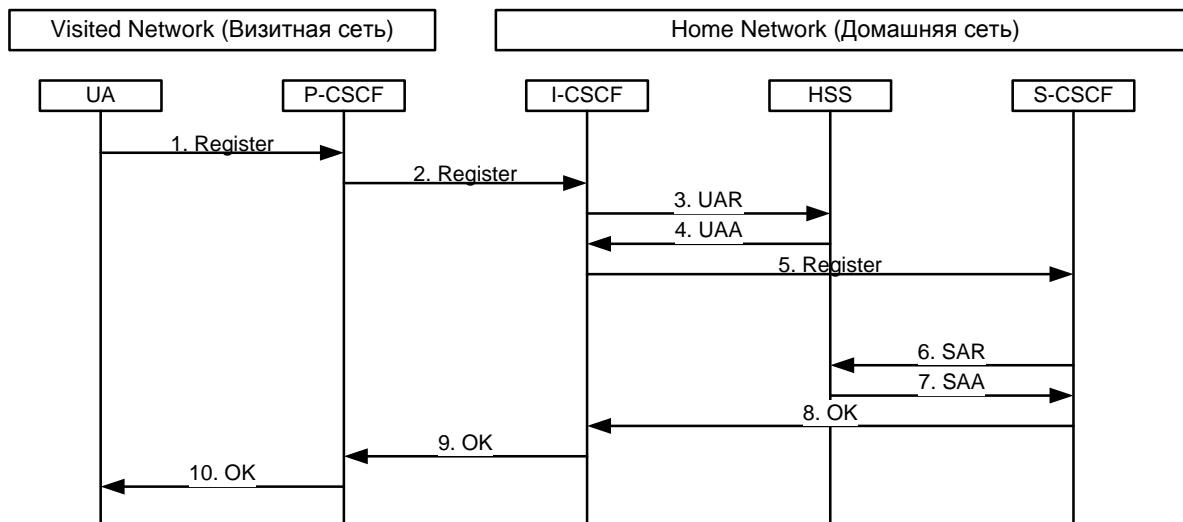 Visited Network (Визитная сеть)
Home Network (Домашняя сеть)
UA
P-CSCF
I-CSCF
HSS
S-CSCF
1. Register
2. Register
3. UAR
4. UAA
5. Register
6. SAR
7. SAA
8. OK
9. OK
10. OK